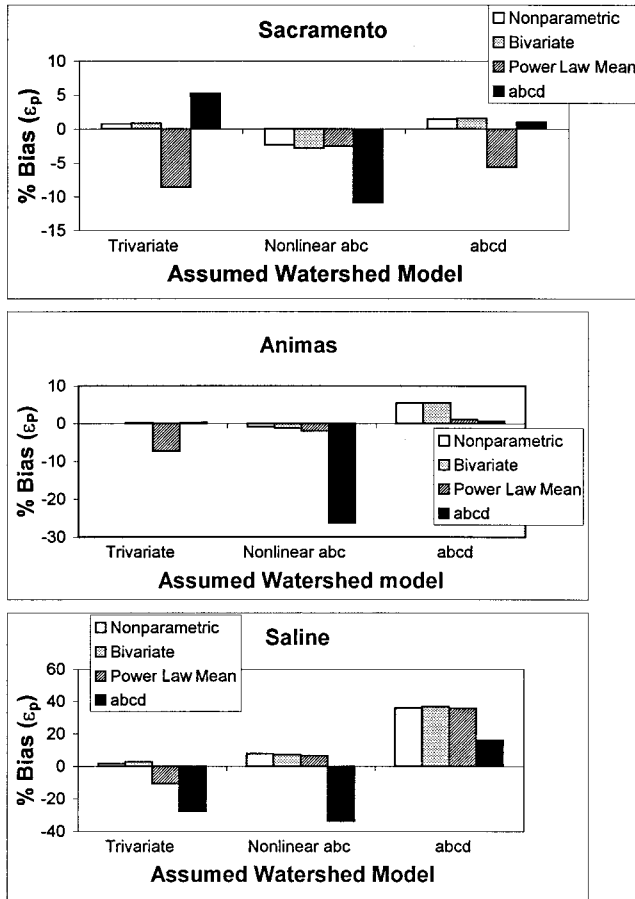 Sacramento
Nonparametric
Bivariate
Power Law Mean
abcd
% Bias (εp)
10
5
0
-5
-10
-15
Trivariate
Nonlinear abc
abcd
Assumed Watershed Model
Animas
% Bias (εp)
10
0
-10
-20
-30
Nonparametric
Bivariate
Power Law Mean
abcd
Trivariate
Nonlinear abc
abcd
Assumed Watershed model
Nonparametric
Bivariate
Power Law Mean
abcd
Saline
% Bias (εp)
60
40
20
0
-20
-40
Trivariate
Nonlinear abc
abcd
Assumed Watershed Model